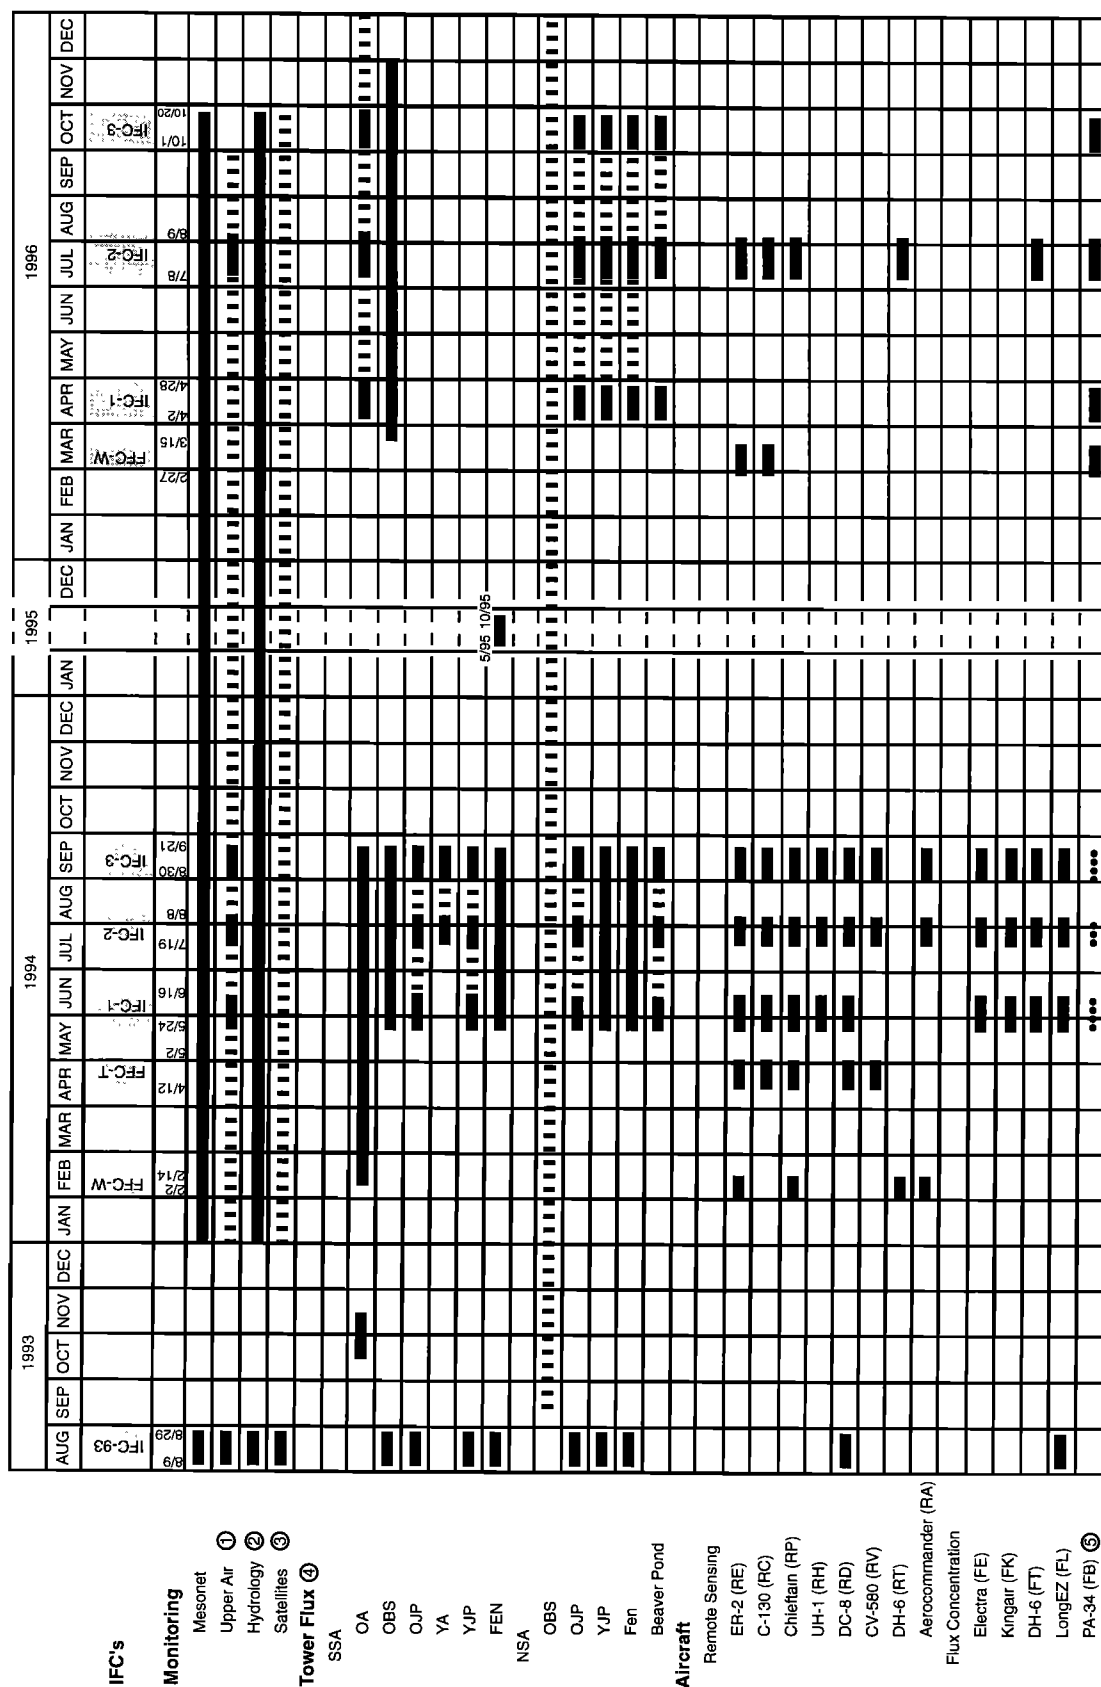 1993
1994
1995
1996
AUG SEP OCT NOV DEC JAN FEB MAR APR MAY JUN JUL AUG SEP OCT NOV DEC JAN DEC JAN FEB MAR APR MAY JUN JUL AUG SEP OCT NOV DEC
IFC's
IFC-93 FFC-W FFC-T IFC-1 IFC-2 IFC-3 FFC-W IFC-1 IFC-2 IFC-3
Monitoring
8/9 8/29 2/2 2/14 4/12 5/2 5/24 6/16 7/19 8/8 8/30 9/21 2/27 3/15 4/2 4/28 7/8 8/9 10/1 10/20
Mesonet
Upper Air ①
Hydrology ②
Satellites ③
Tower Flux ④
SSA
OA
OBS
OJP
YA
YJP
FEN
5/95 10/95
NSA
OBS
OJP
YJP
Fen
Beaver Pond
Aircraft
Remote Sensing
ER-2 (RE)
C-130 (RC)
Chieftain (RP)
UH-1 (RH)
DC-8 (RD)
CV-580 (RV)
DH-6 (RT)
Aerocommander (RA)
Flux Concentration
Electra (FE)
Kingair (FK)
DH-6 (FT)
LongEZ (FL)
PA-34 (FB) ⑤